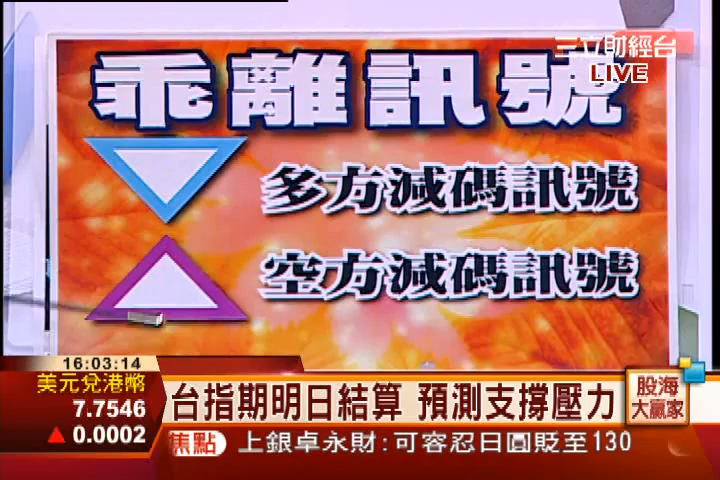 三立財經台
LIVE
乖離訊號
多方減碼訊號
空方減碼訊號
16:03:14
美元兌港幣
7.7546
▲ 0.0002
台指期明日結算 預測支撐壓力
股海
大贏家
焦點 上銀卓永財:可容忍日圓貶至130